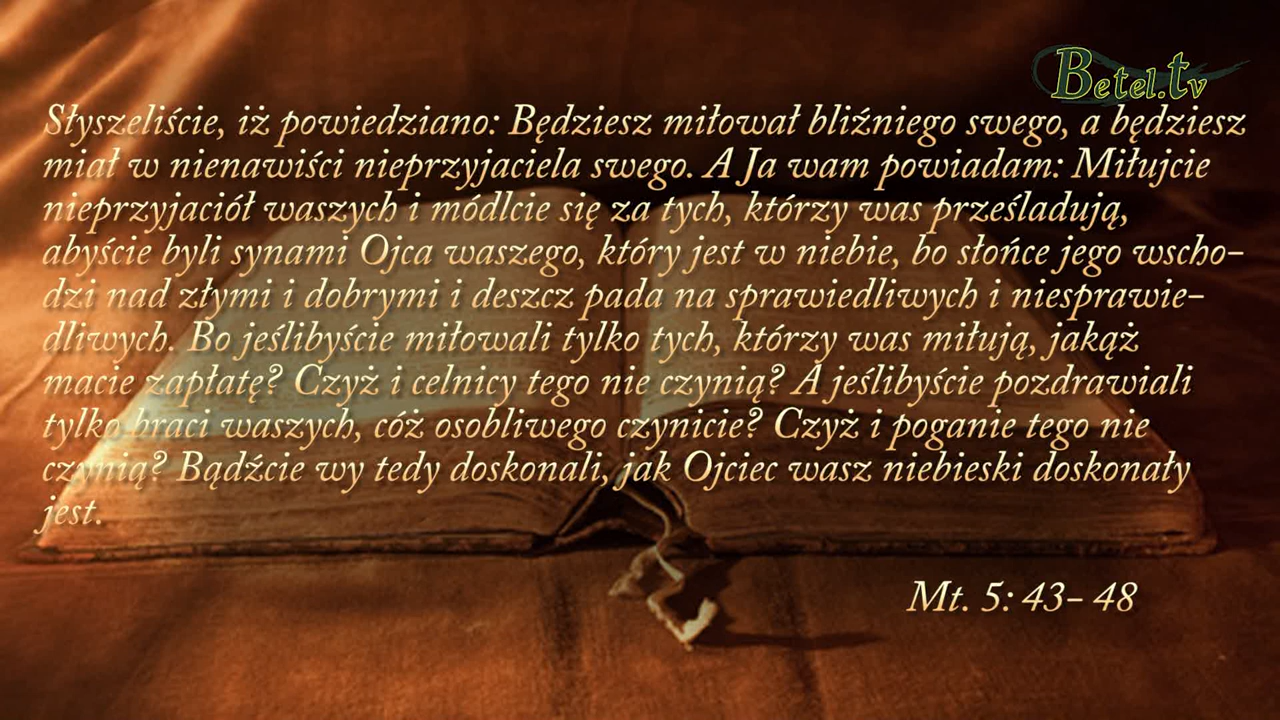 Betel.tv
Słyszeliście, iż powiedziano: Będziesz miłował bliźniego swego, a będziesz
miał w nienawiści nieprzyjaciela swego. A Ja wam powiadam: Miłujcie
nieprzyjaciół waszych i módlcie się za tych, którzy was prześladują,
abyście byli synami Ojca waszego, który jest w niebie, bo słońce jego wscho-
dzi nad złymi i dobrymi i deszcz pada na sprawiedliwych i niesprawie-
dliwych. Bo jeślibyście miłowali tylko tych, którzy was miłują, jakąż
macie zapłatę? Czyż i celnicy tego nie czynią? A jeślibyście pozdrawiali
tylko braci waszych, cóż osobliwego czynicie? Czyż i poganie tego nie
czynią? Bądźcie wy tedy doskonali, jak Ojciec wasz niebieski doskonały
jest.
Mt. 5: 43- 48